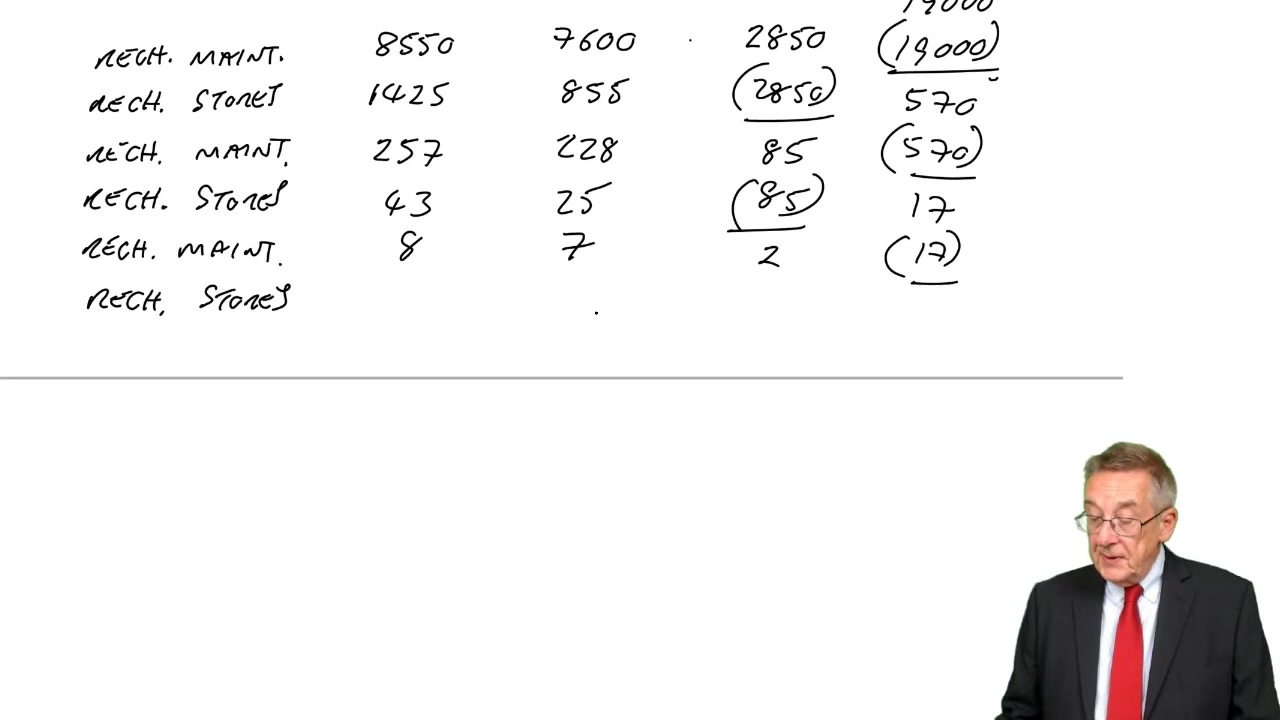 19000
RECH. MAINT. 8550 7600 2850 (19000)
RECH. STORES 1425 855 (2850) 570
RECH. MAINT. 257 228 85 (570)
RECH. STORES 43 25 (85) 17
RECH. MAINT. 8 7 2 (17)
RECH. STORES